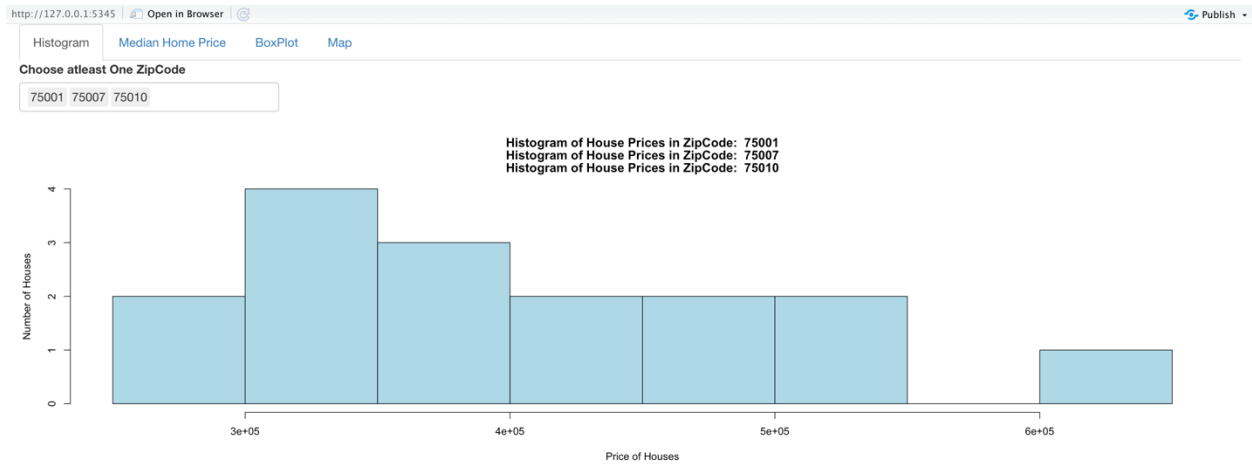 http://127.0.0.1:5345 Open in Browser Publish
Histogram Median Home Price BoxPlot Map
Choose atleast One ZipCode
75001 75007 75010
Histogram of House Prices in ZipCode: 75001
Histogram of House Prices in ZipCode: 75007
Histogram of House Prices in ZipCode: 75010
Number of Houses
4
3
2
1
0
3e+05 4e+05 5e+05 6e+05
Price of Houses